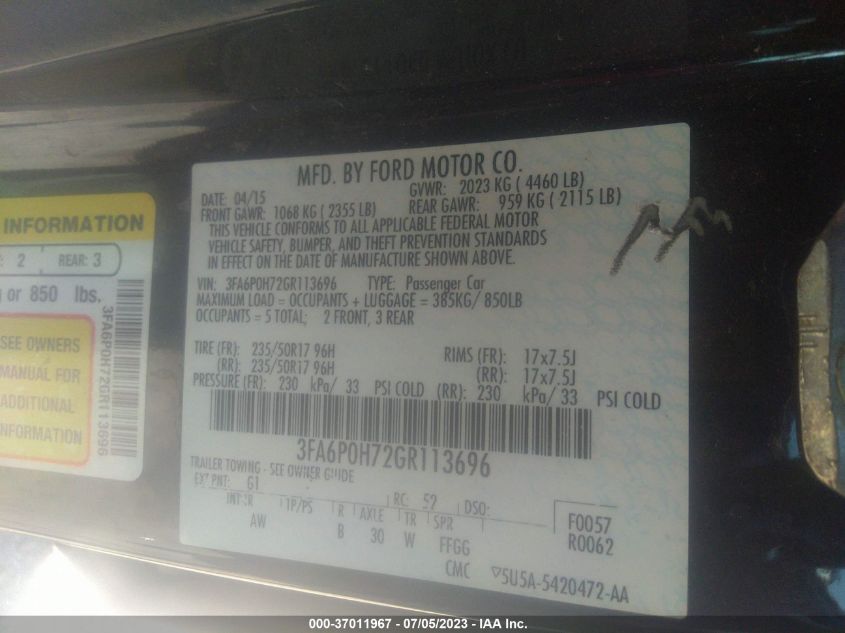 MFD. BY FORD MOTOR CO.
DATE: 04/15
GVWR: 2023 KG ( 4460 LB)
FRONT GAWR: 1068 KG ( 2355 LB)
REAR GAWR: 959 KG ( 2115 LB)
THIS VEHICLE CONFORMS TO ALL APPLICABLE FEDERAL MOTOR
VEHICLE SAFETY, BUMPER, AND THEFT PREVENTION STANDARDS
IN EFFECT ON THE DATE OF MANUFACTURE SHOWN ABOVE.
VIN: 3FA6P0H72GR113696 TYPE: Passenger Car
MAXIMUM LOAD = OCCUPANTS + LUGGAGE = 385KG/ 850LB
OCCUPANTS = 5 TOTAL; 2 FRONT, 3 REAR
TIRE (FR): 235/50R17 96H RIMS (FR): 17x7.5J
(RR): 235/50R17 96H (RR): 17x7.5J
PRESSURE (FR): 230 kPa/ 33 PSI COLD (RR): 230 kPa/ 33 PSI COLD
3FA6P0H72GR113696
TRAILER TOWING - SEE OWNER GUIDE
EXT PNT: G1 RC: 52 DSO:
INT TR TP/PS R AXLE TR SPR
AW B 30 W FFGG
CMC
F0057
R0062
▽5U5A-5420472-AA
INFORMATION
: 2 REAR: 3
or 850 lbs.
SEE OWNERS
MANUAL FOR
ADDITIONAL
INFORMATION
3FA6P0H72GR113696
000-37011967 / 07/05/2023 / IAA Inc.